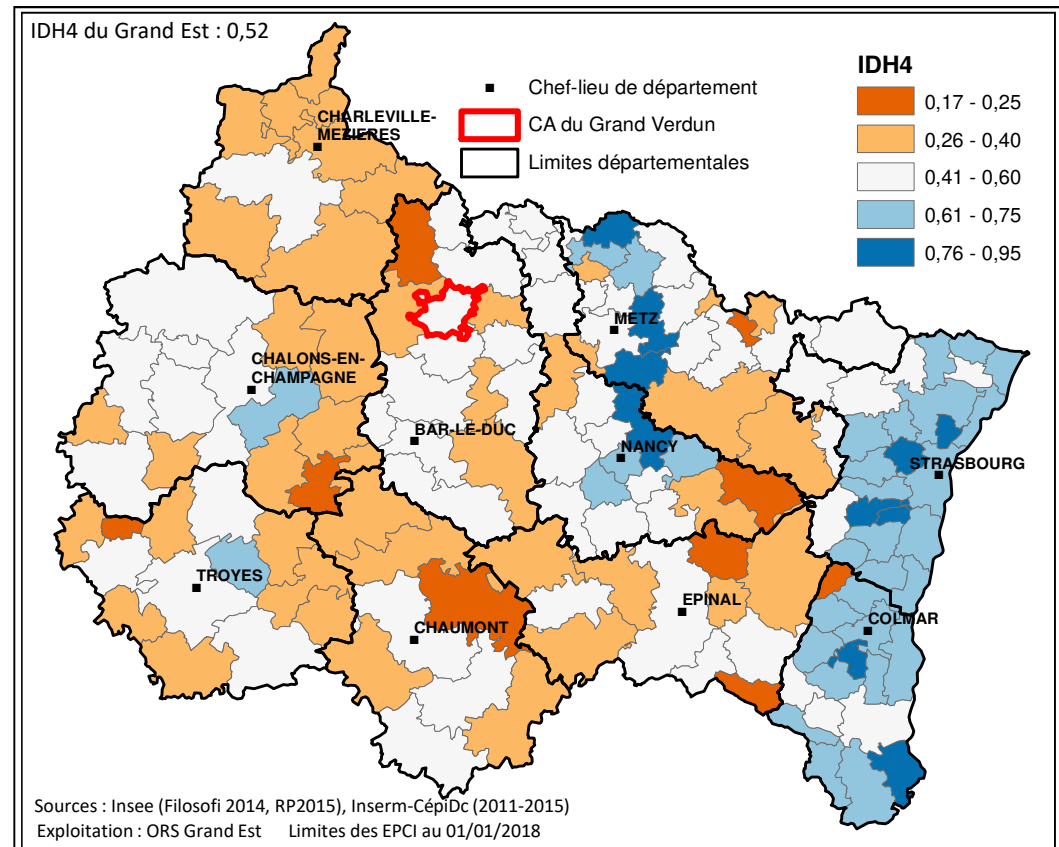 IDH4 du Grand Est : 0,52
IDH4
Chef-lieu de département
CA du Grand Verdun
Limites départementales
0,17 - 0,25
0,26 - 0,40
0,41 - 0,60
0,61 - 0,75
0,76 - 0,95
CHARLEVILLE-
MEZIERES
METZ
CHALONS-EN-
CHAMPAGNE
BAR-LE-DUC
NANCY
STRASBOURG
TROYES
EPINAL
CHAUMONT
COLMAR
Sources : Insee (Filosofi 2014, RP2015), Inserm-CépiDc (2011-2015)
Exploitation : ORS Grand Est Limites des EPCI au 01/01/2018